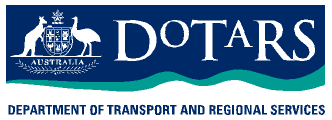 DOTARS
AUSTRALIA
DEPARTMENT OF TRANSPORT AND REGIONAL SERVICES